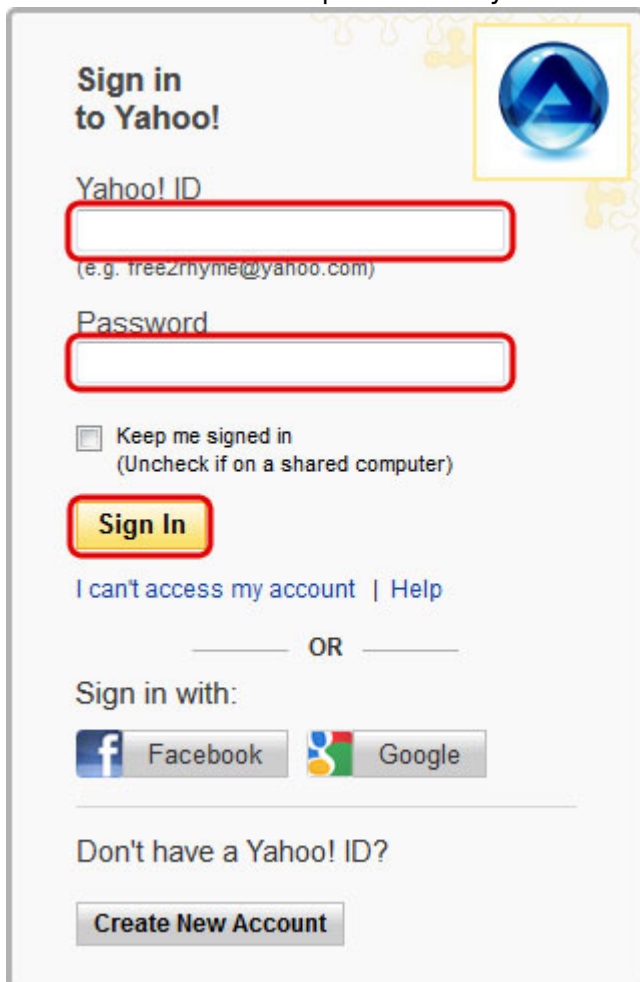 Sign in
to Yahoo!
Yahoo! ID
(e.g. free2rhyme@yahoo.com)
Password
Keep me signed in
(Uncheck if on a shared computer)
Sign In
I can't access my account | Help
OR
Sign in with:
Facebook Google
Don't have a Yahoo! ID?
Create New Account